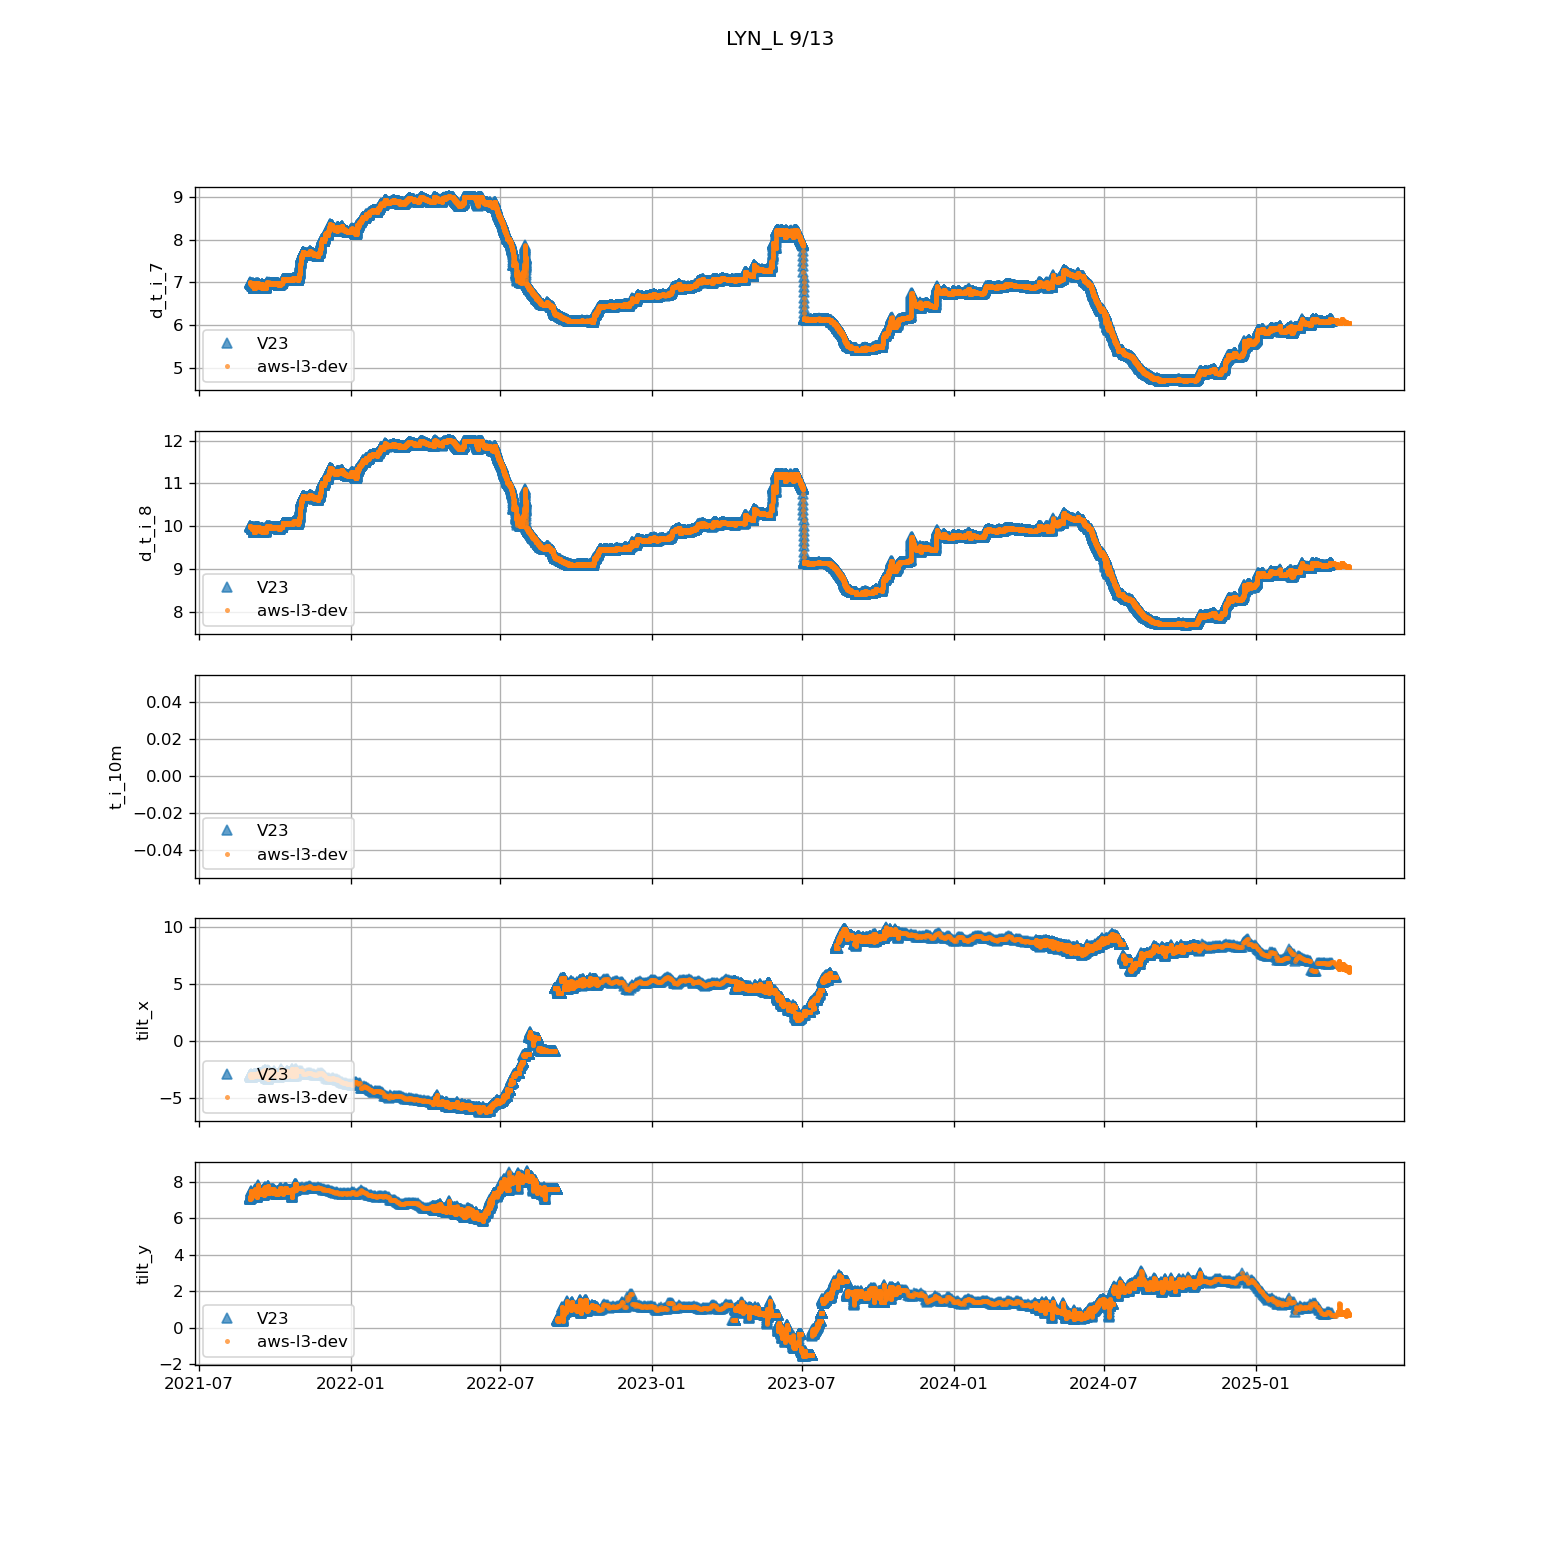 LYN_L 9/13
9
8
7
6
5
d_t_i_7
V23
aws-l3-dev
12
11
10
9
8
d_t_i_8
V23
aws-l3-dev
0.04
0.02
0.00
−0.02
−0.04
t_i_10m
V23
aws-l3-dev
10
5
0
−5
tilt_x
V23
aws-l3-dev
8
6
4
2
0
−2
tilt_y
V23
aws-l3-dev
2021-07 2022-01 2022-07 2023-01 2023-07 2024-01 2024-07 2025-01